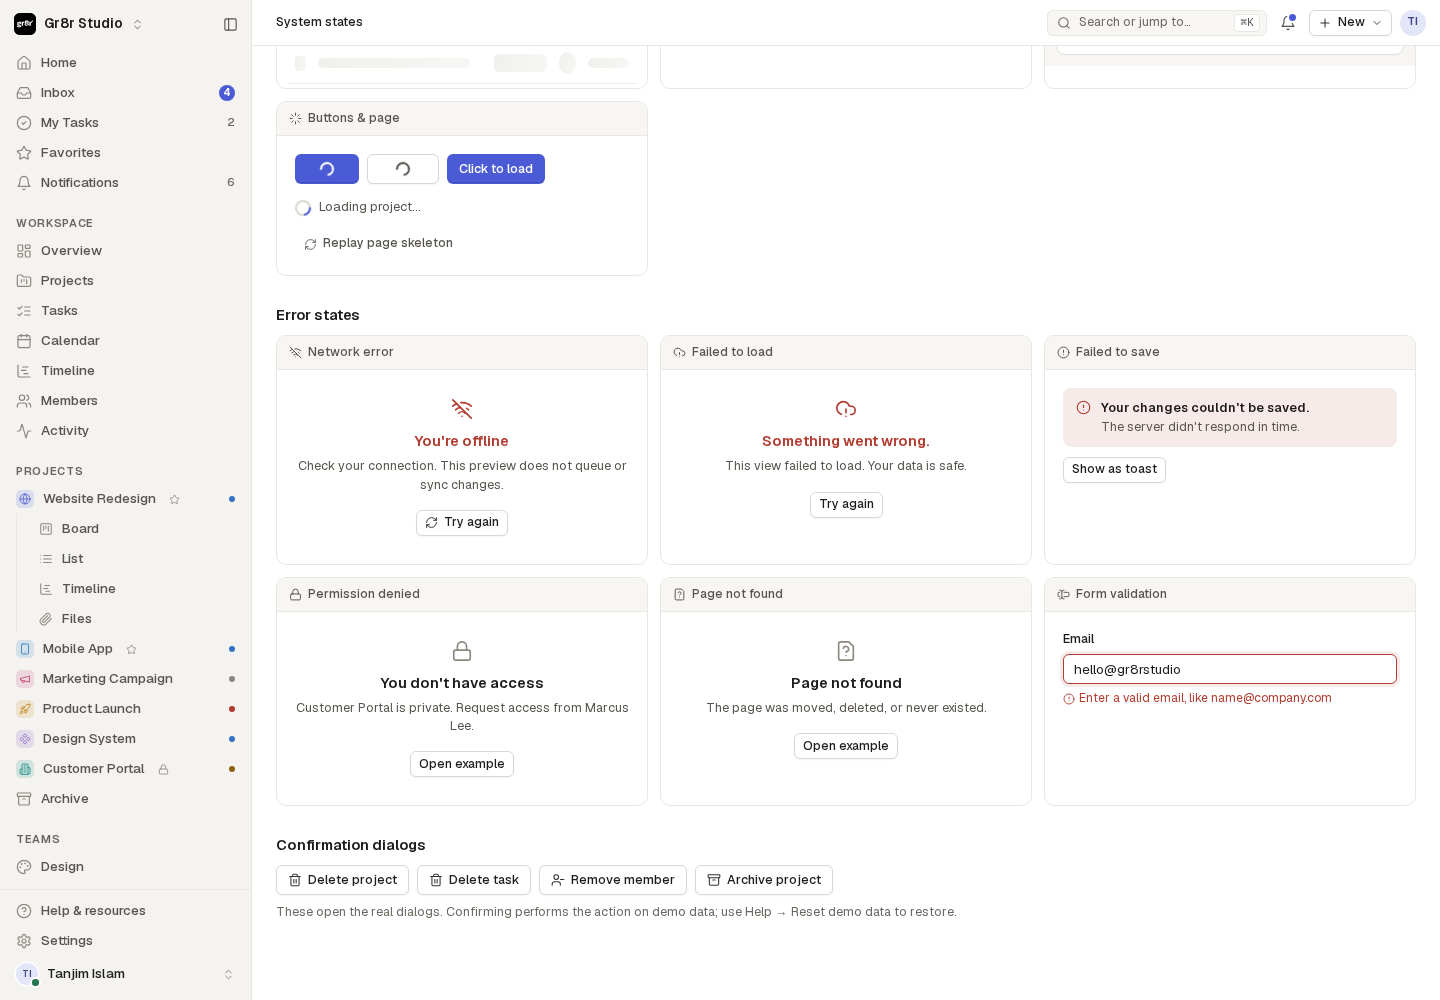 gr8r
Gr8r Studio
Home
Inbox
4
My Tasks
2
Favorites
Notifications
6
WORKSPACE
Overview
Projects
Tasks
Calendar
Timeline
Members
Activity
PROJECTS
Website Redesign
Board
List
Timeline
Files
Mobile App
Marketing Campaign
Product Launch
Design System
Customer Portal
Archive
TEAMS
Design
Help & resources
Settings
TI
Tanjim Islam
System states
Search or jump to...
⌘K
New
TI
Buttons & page
Click to load
Loading project...
Replay page skeleton
Error states
Network error
You're offline
Check your connection. This preview does not queue or
sync changes.
Try again
Failed to load
Something went wrong.
This view failed to load. Your data is safe.
Try again
Failed to save
Your changes couldn't be saved.
The server didn't respond in time.
Show as toast
Permission denied
You don't have access
Customer Portal is private. Request access from Marcus
Lee.
Open example
Page not found
Page not found
The page was moved, deleted, or never existed.
Open example
Form validation
Email
hello@gr8rstudio
Enter a valid email, like name@company.com
Confirmation dialogs
Delete project
Delete task
Remove member
Archive project
These open the real dialogs. Confirming performs the action on demo data; use Help → Reset demo data to restore.